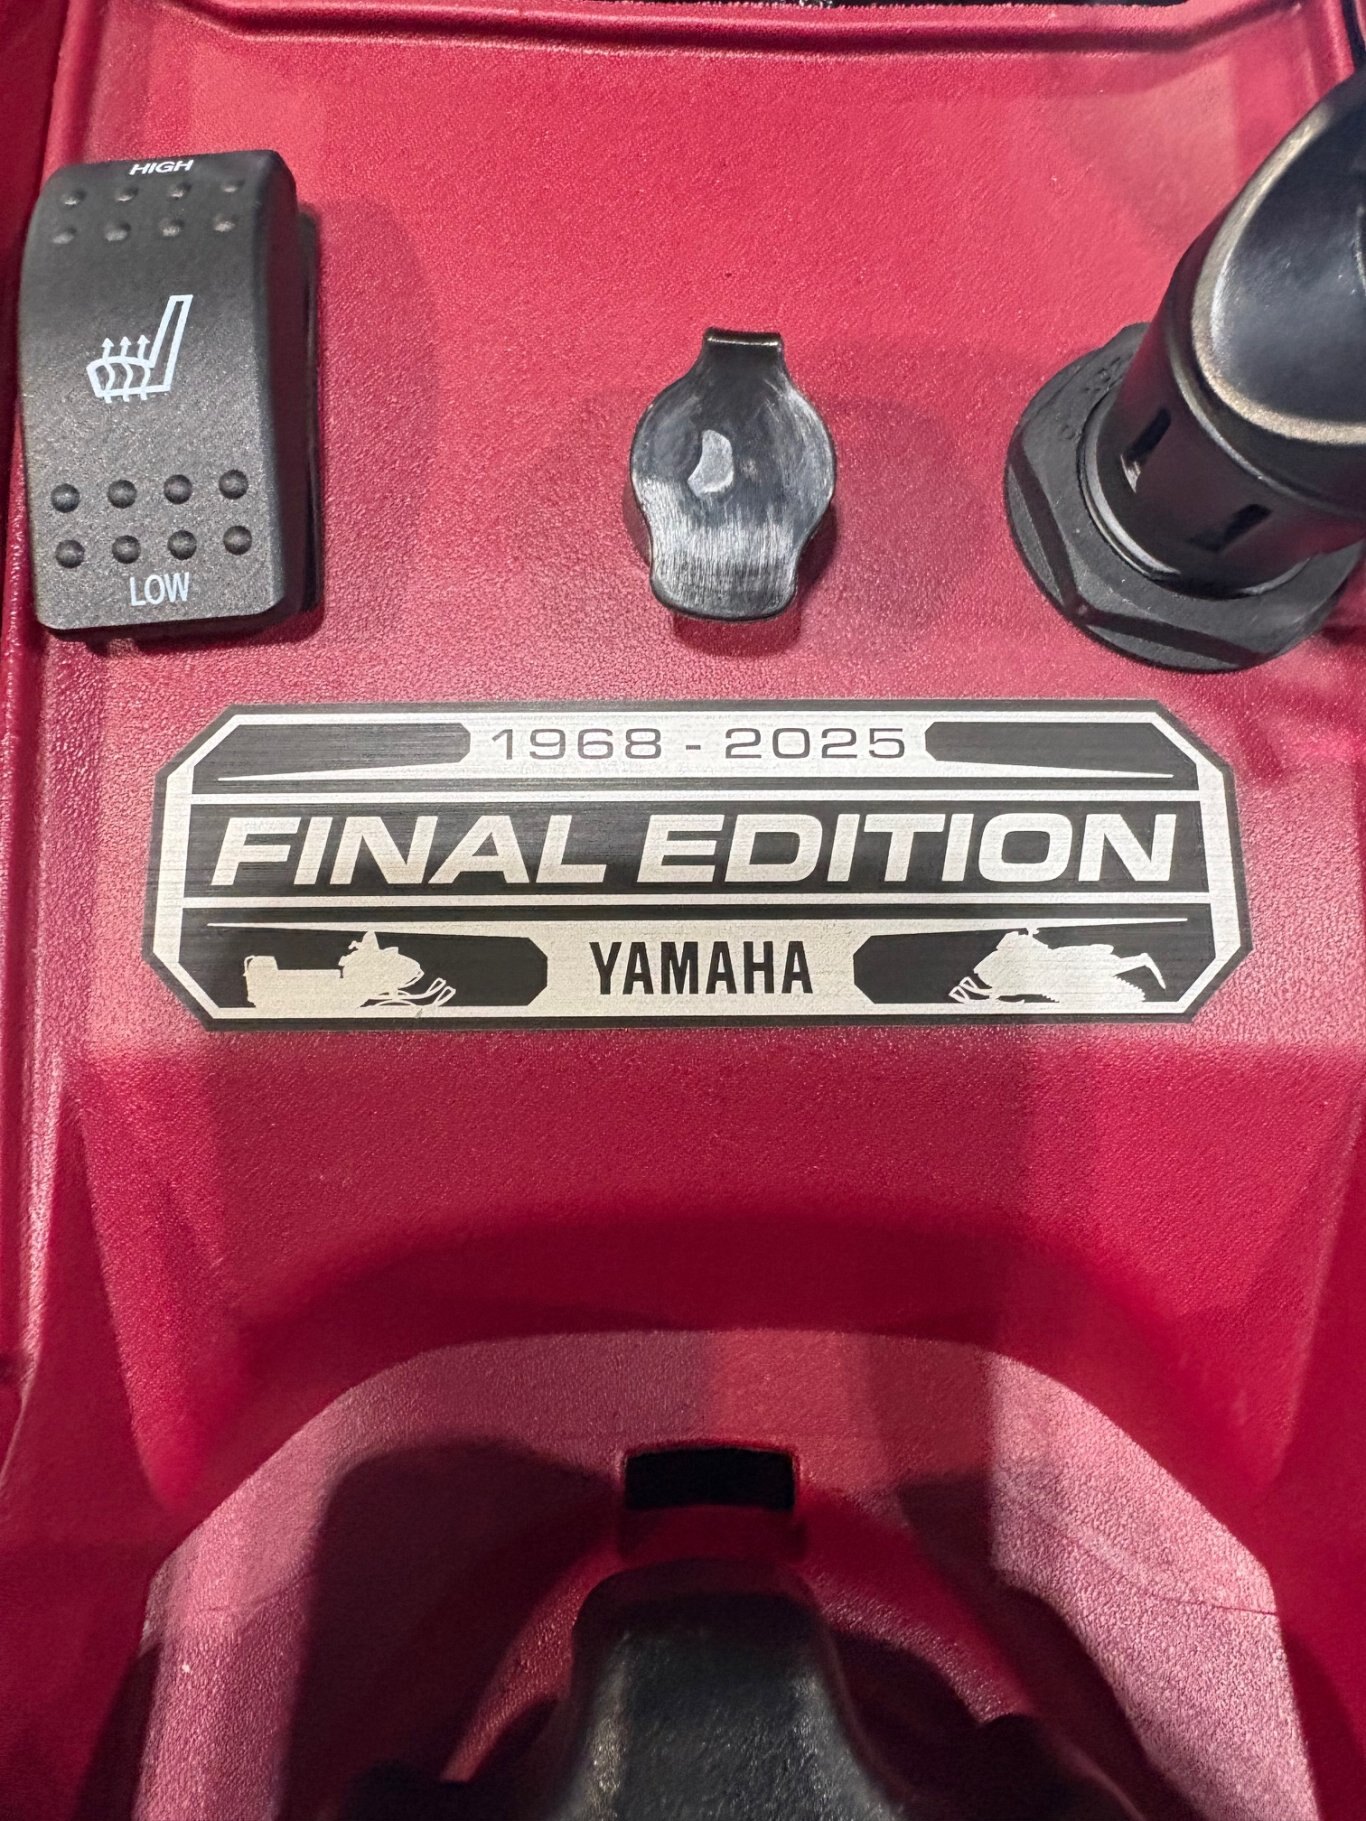 HIGH
LOW
1968 - 2025
FINAL EDITION
YAMAHA